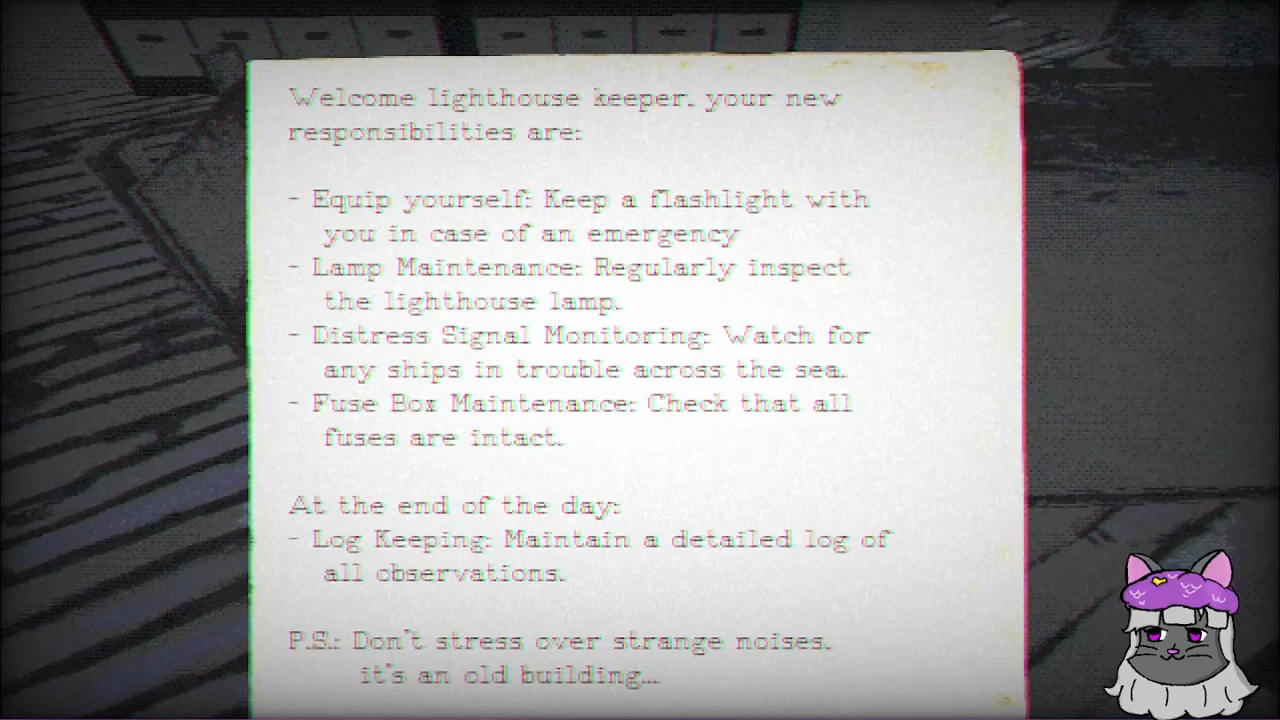 Welcome lighthouse keeper, your new
responsibilities are:
- Equip yourself: Keep a flashlight with
you in case of an emergency
- Lamp Maintenance: Regularly inspect
the lighthouse lamp.
- Distress Signal Monitoring: Watch for
any ships in trouble across the sea.
- Fuse Box Maintenance: Check that all
fuses are intact.
At the end of the day:
- Log Keeping: Maintain a detailed log of
all observations.
P.S.: Don't stress over strange noises,
it's an old building...